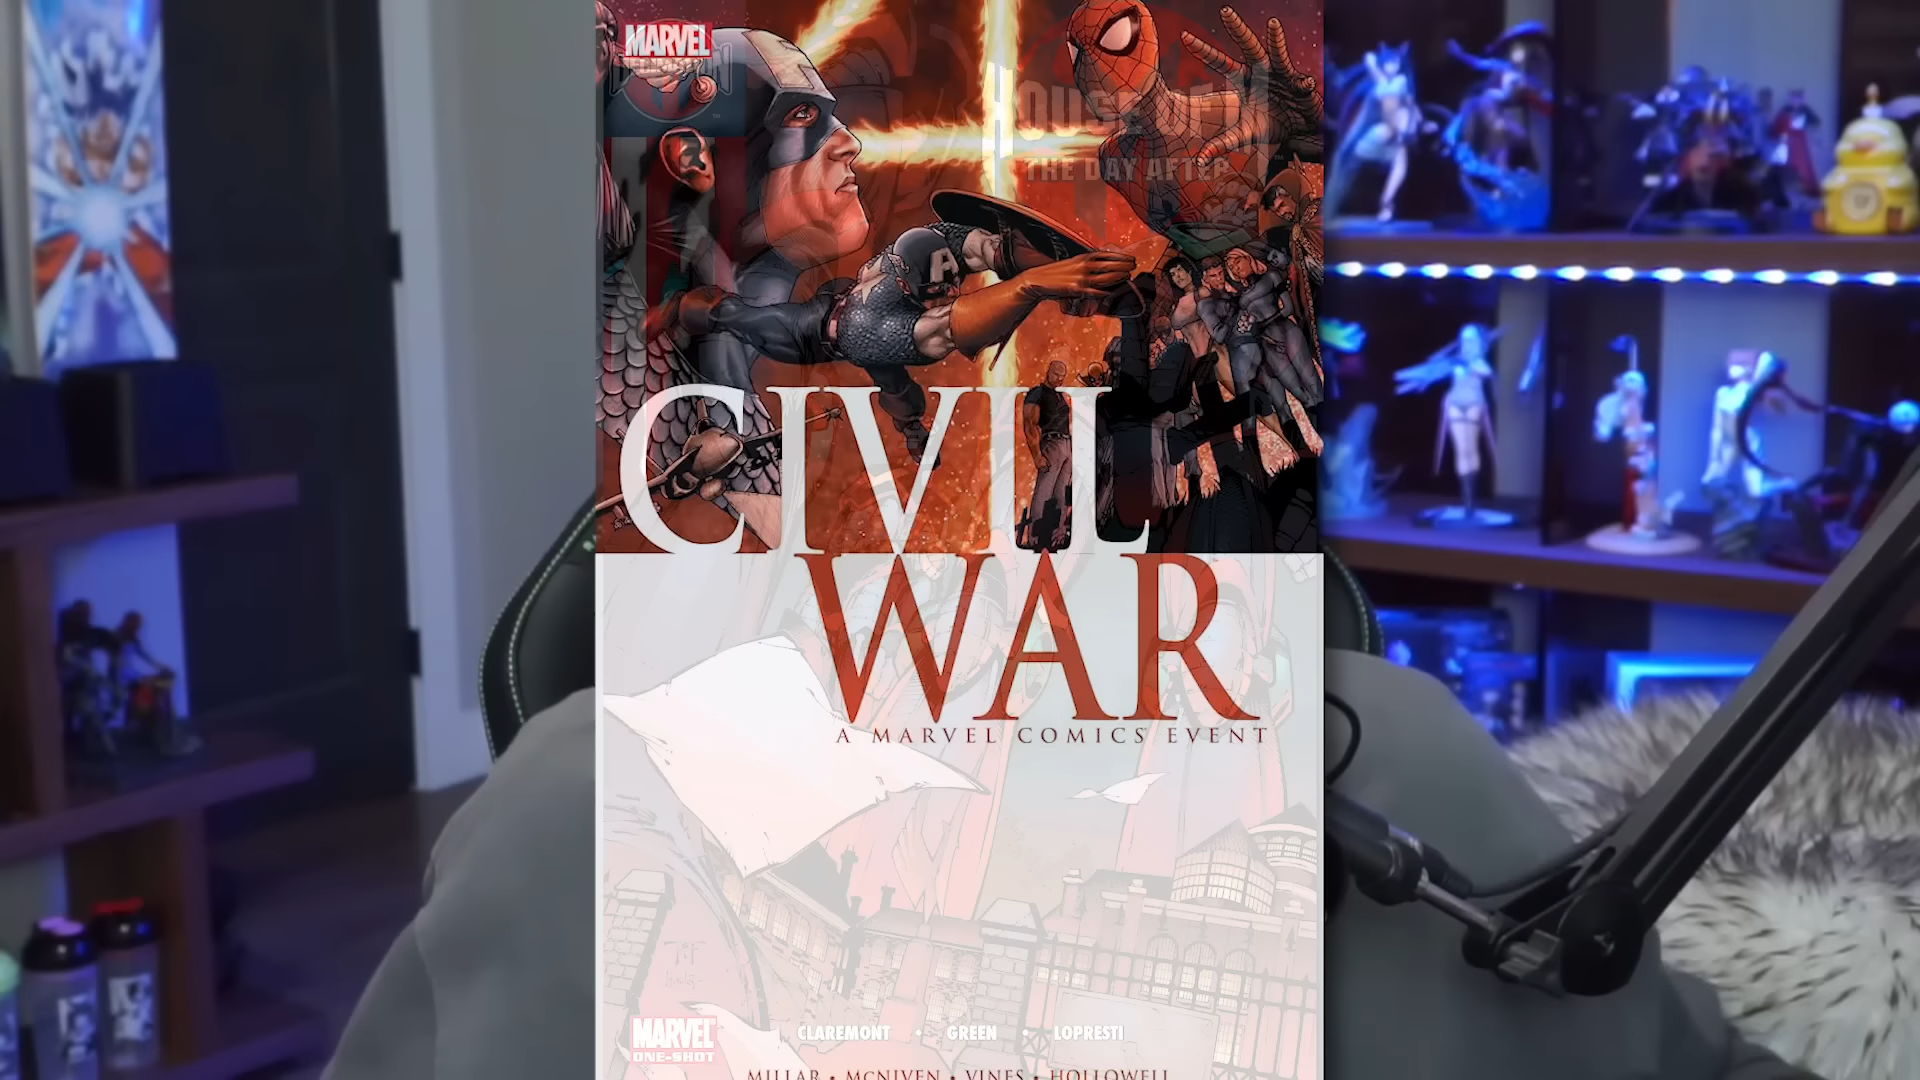 MARVEL
HOUSE OF M
THE DAY AFTER
CIVIL
WAR
A MARVEL COMICS EVENT
MARVEL
ONE-SHOT
CLAREMONT • GREEN • LOPRESTI
MILLAR • McNIVEN • VINES • HOLLOWELL